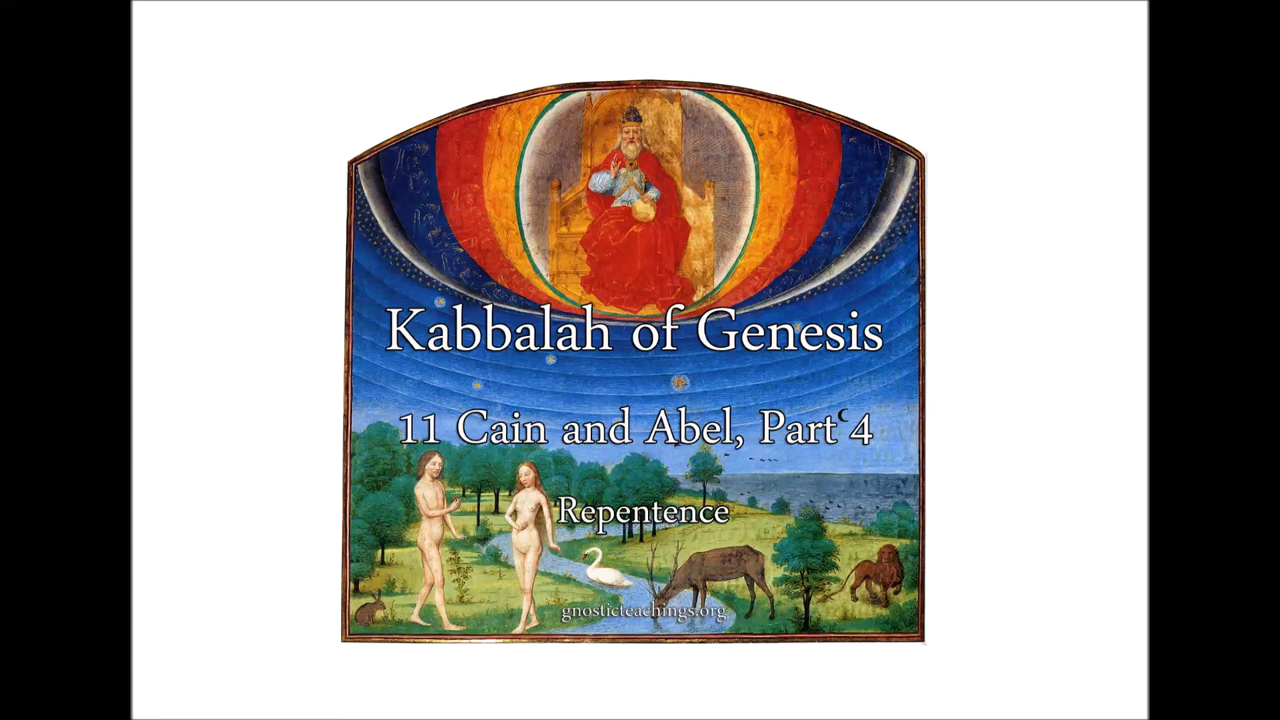 Kabbalah of Genesis
11 Cain and Abel, Part 4
Repentence
gnosticteachings.org